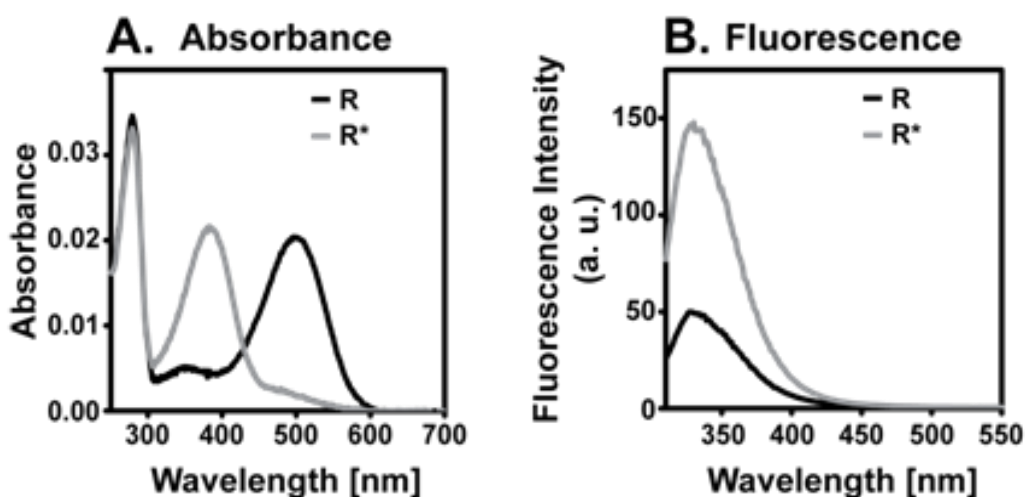 A. Absorbance
R
R*
Absorbance
0.03
0.02
0.01
0.00
300 400 500 600 700
Wavelength [nm]
B. Fluorescence
R
R*
Fluorescence Intensity
(a. u.)
150
100
50
0
350 400 450 500 550
Wavelength [nm]